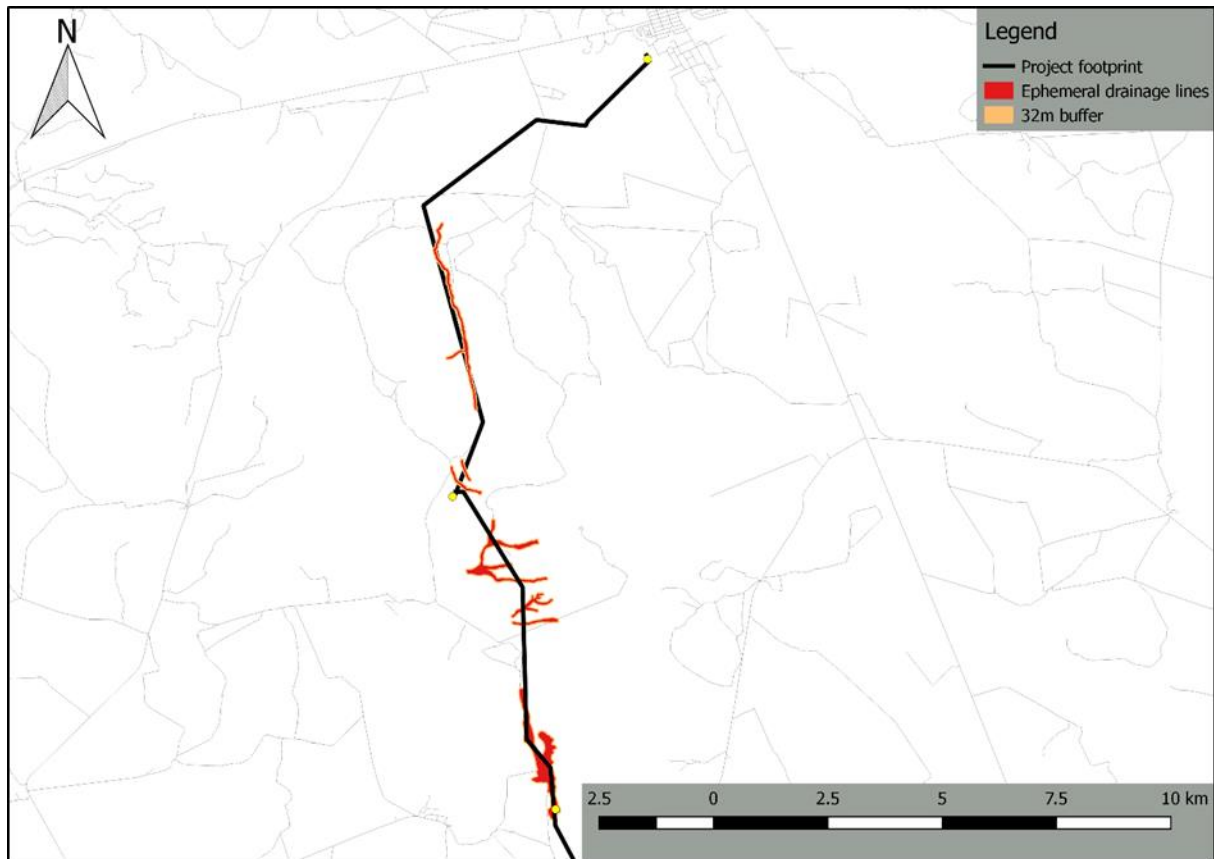 N
Legend
Project footprint
Ephemeral drainage lines
32m buffer
2.5 0 2.5 5 7.5 10 km